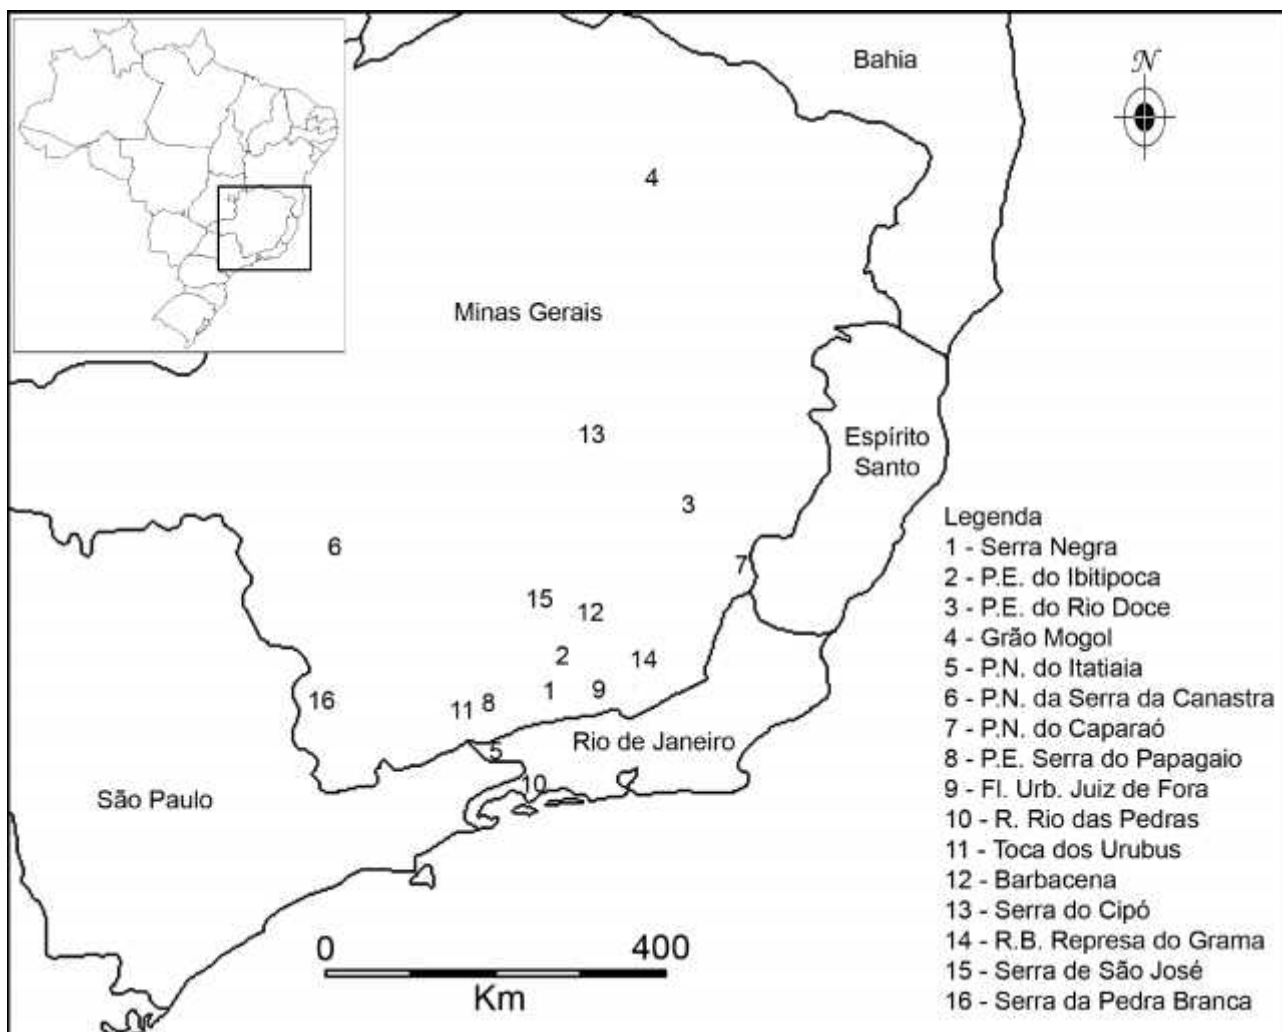 Bahia
N
4
Minas Gerais
13
Espírito
Santo
3
6
7
15
12
2
14
16
11
8
1
9
5
Rio de Janeiro
10
São Paulo
0 400
Km
Legenda
1 - Serra Negra
2 - P.E. do Ibitipoca
3 - P.E. do Rio Doce
4 - Grão Mogol
5 - P.N. do Itatiaia
6 - P.N. da Serra da Canastra
7 - P.N. do Caparaó
8 - P.E. Serra do Papagaio
9 - Fl. Urb. Juiz de Fora
10 - R. Rio das Pedras
11 - Toca dos Urubus
12 - Barbacena
13 - Serra do Cipó
14 - R.B. Represa do Grama
15 - Serra de São José
16 - Serra da Pedra Branca